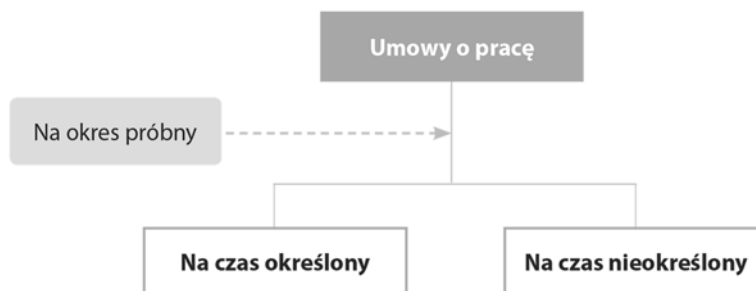 Umowy o pracę
Na okres próbny
Na czas określony
Na czas nieokreślony